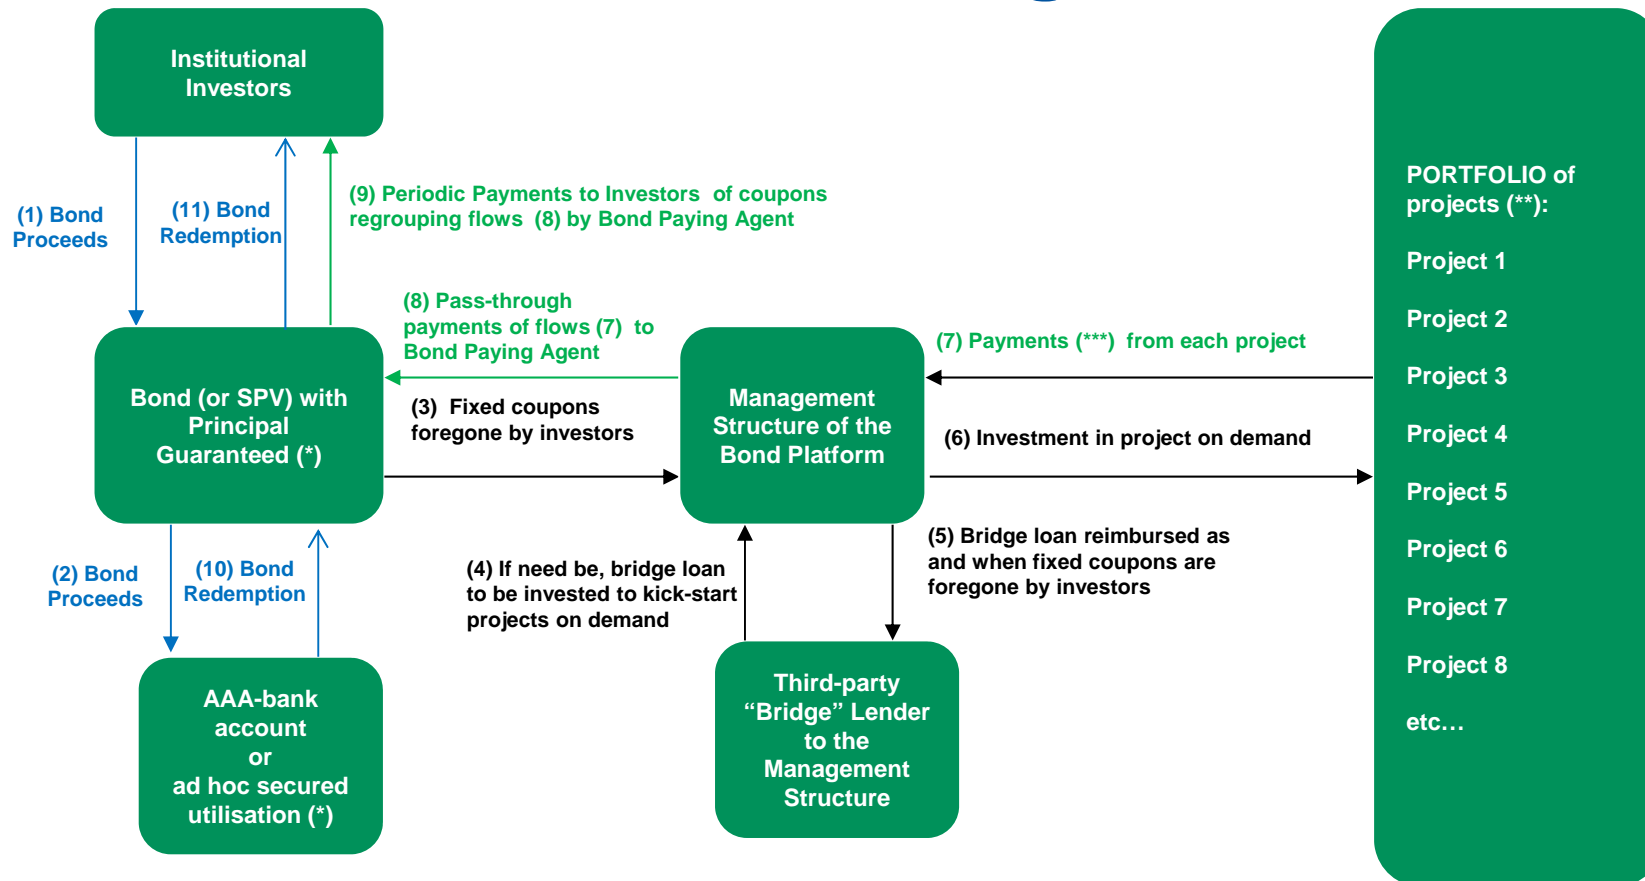 Institutional
Investors
(1) Bond
Proceeds
(11) Bond
Redemption
(9) Periodic Payments to Investors  of coupons
regrouping flows  (8) by Bond Paying Agent
(8) Pass-through
payments of flows (7)  to
Bond Paying Agent
Bond (or SPV) with
Principal
Guaranteed (*)
(3)  Fixed coupons
foregone by investors
Management
Structure of the
Bond Platform
(7) Payments (***)  from each project
(6) Investment in project on demand
(2) Bond
Proceeds
(10) Bond
Redemption
(4) If need be, bridge loan
to be invested to kick-start
projects on demand
(5) Bridge loan reimbursed as
and when fixed coupons are
foregone by investors
AAA-bank
account
or
ad hoc secured
utilisation (*)
Third-party
“Bridge” Lender
to the
Management
Structure
PORTFOLIO of
projects (**):
Project 1
Project 2
Project 3
Project 4
Project 5
Project 6
Project 7
Project 8
etc…